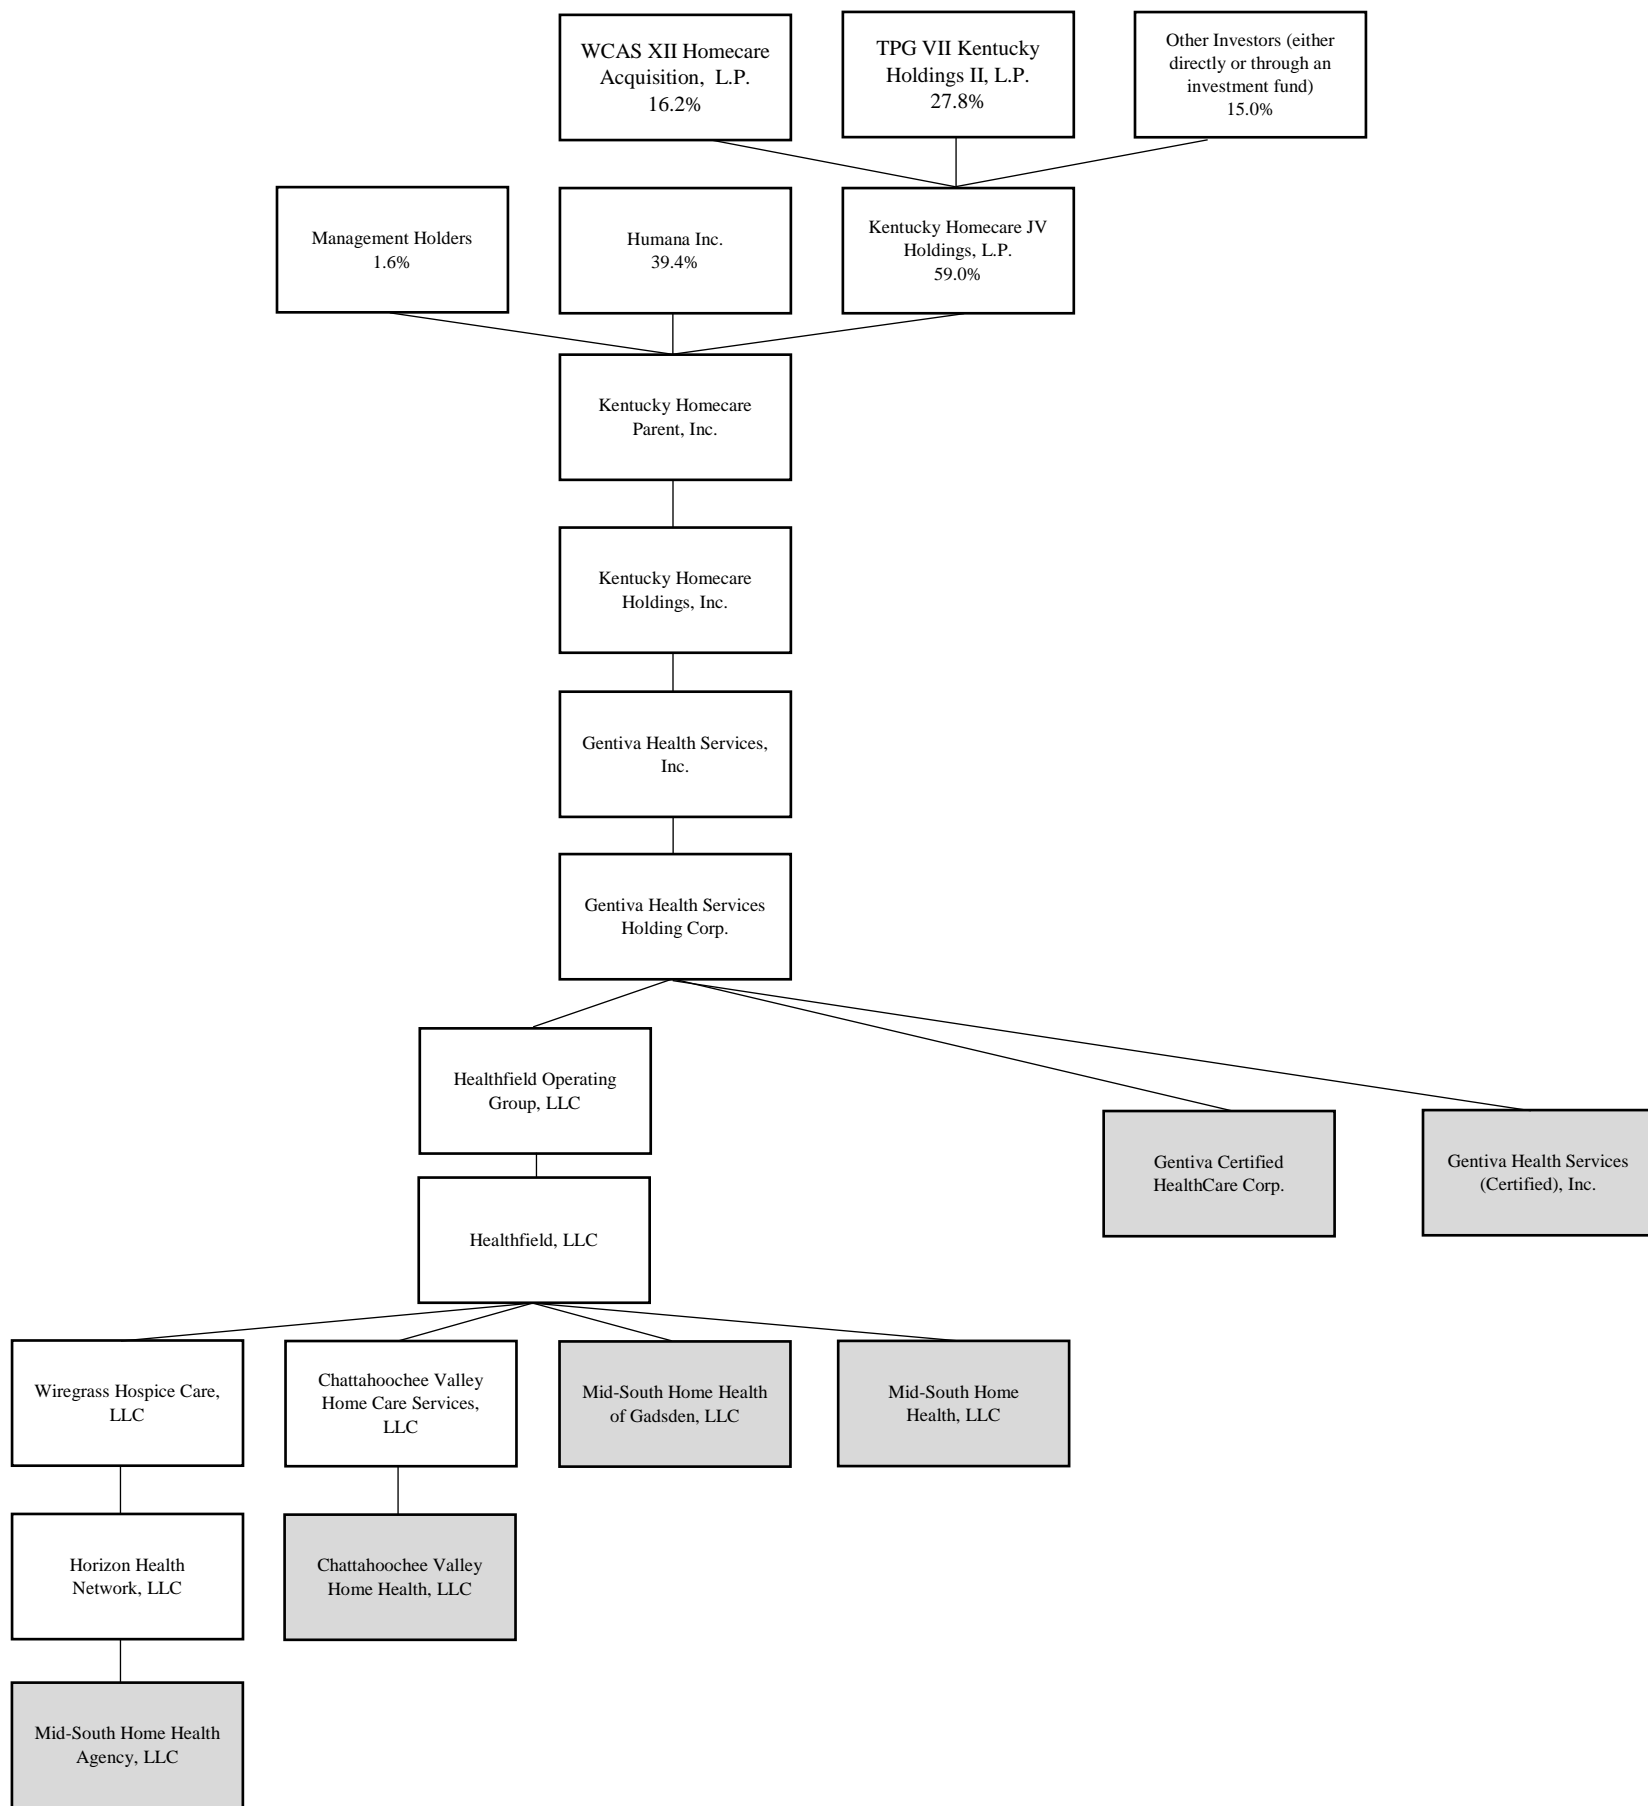 WCAS XII Homecare
Acquisition, L.P.
16.2%
TPG VII Kentucky
Holdings II, L.P.
27.8%
Other Investors (either
directly or through an
investment fund)
15.0%
Management Holders
1.6%
Humana Inc.
39.4%
Kentucky Homecare JV
Holdings, L.P.
59.0%
Kentucky Homecare
Parent, Inc.
Kentucky Homecare
Holdings, Inc.
Gentiva Health Services,
Inc.
Gentiva Health Services
Holding Corp.
Healthfield Operating
Group, LLC
Gentiva Certified
HealthCare Corp.
Gentiva Health Services
(Certified), Inc.
Healthfield, LLC
Wiregrass Hospice Care,
LLC
Chattahoochee Valley
Home Care Services,
LLC
Mid-South Home Health
of Gadsden, LLC
Mid-South Home
Health, LLC
Horizon Health
Network, LLC
Chattahoochee Valley
Home Health, LLC
Mid-South Home Health
Agency, LLC